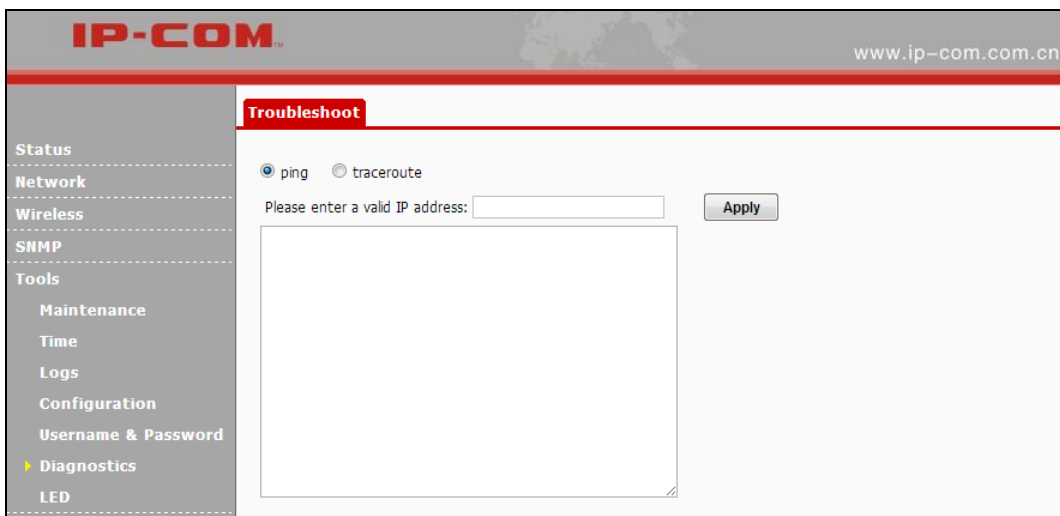 IP-COM™
www.ip-com.com.cn
Troubleshoot
Status
Network
Wireless
SNMP
Tools
Maintenance
Time
Logs
Configuration
Username & Password
Diagnostics
LED
ping traceroute
Please enter a valid IP address: Apply